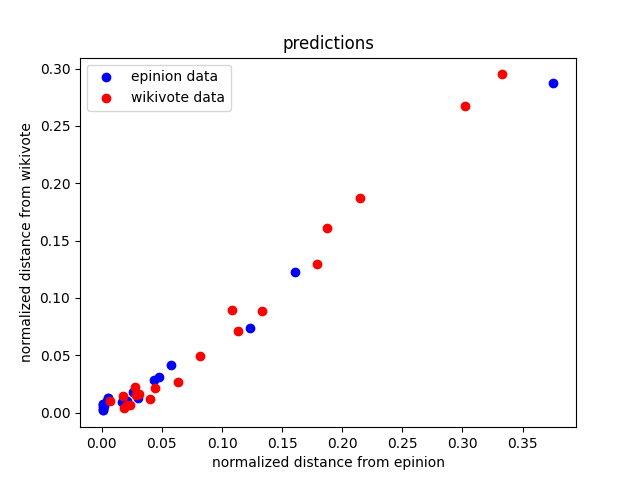 predictions
epinion data
wikivote data
normalized distance from wikivote
0.30
0.25
0.20
0.15
0.10
0.05
0.00
0.00 0.05 0.10 0.15 0.20 0.25 0.30 0.35
normalized distance from epinion